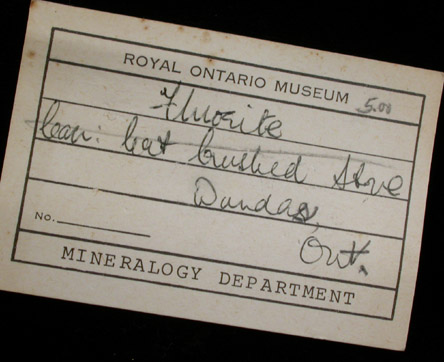 ROYAL ONTARIO MUSEUM 5.00
Fluorite
Crushed Stone
Dundas,
Ont.
No.
MINERALOGY DEPARTMENT